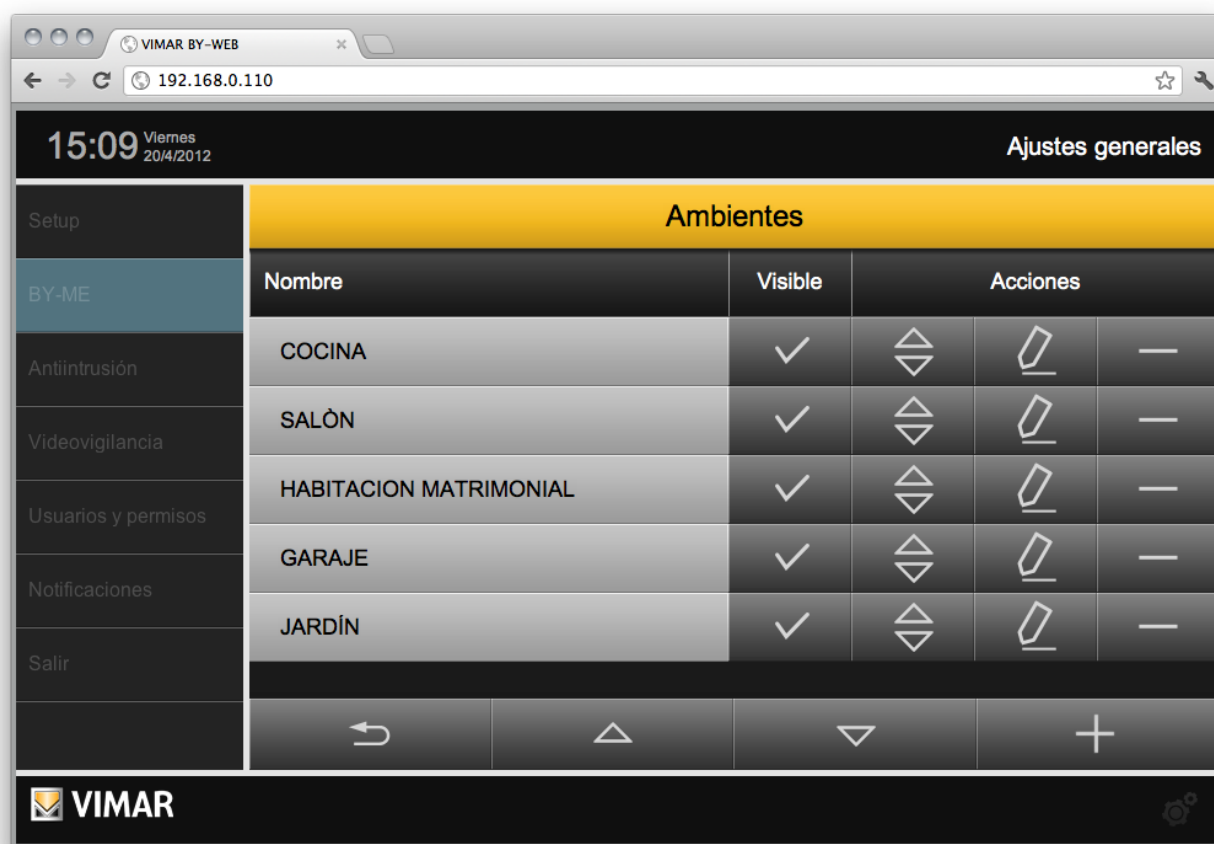 VIMAR BY-WEB
192.168.0.110
15:09 Viernes
20/4/2012
Ajustes generales
Setup
BY-ME
Antiintrusión
Videovigilancia
Usuarios y permisos
Notificaciones
Salir
Ambientes
Nombre Visible Acciones
COCINA
SALÒN
HABITACION MATRIMONIAL
GARAJE
JARDÍN
VIMAR